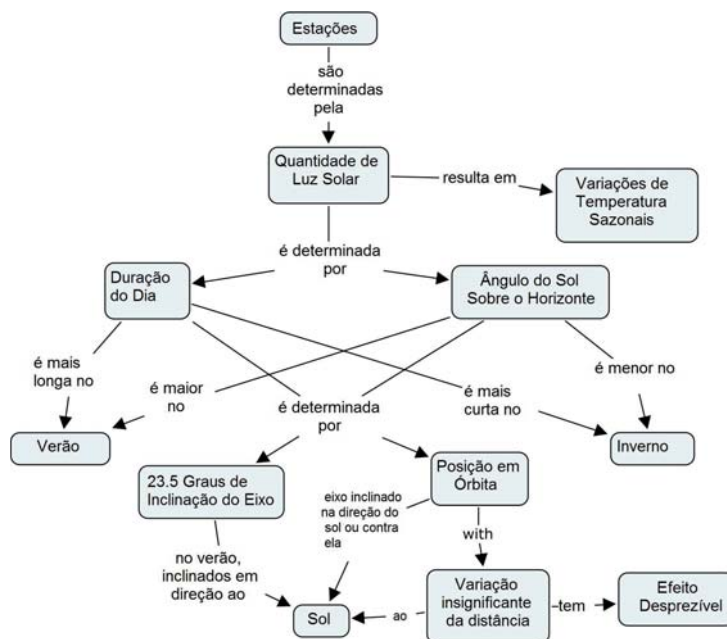 Estações
são
determinadas
pela
Quantidade de
Luz Solar
resulta em
Variações de
Temperatura
Sazonais
é determinada
por
Duração
do Dia
Ângulo do Sol
Sobre o Horizonte
é mais
longa no
é maior
no
é determinada
por
é mais
curta no
é menor no
Verão
Inverno
23.5 Graus de
Inclinação do Eixo
Posição em
Órbita
eixo inclinado
na direção do
sol ou contra
ela
with
no verão,
inclinados em
direção ao
Sol
ao
Variação
insignificante
da distância
tem
Efeito
Desprezível